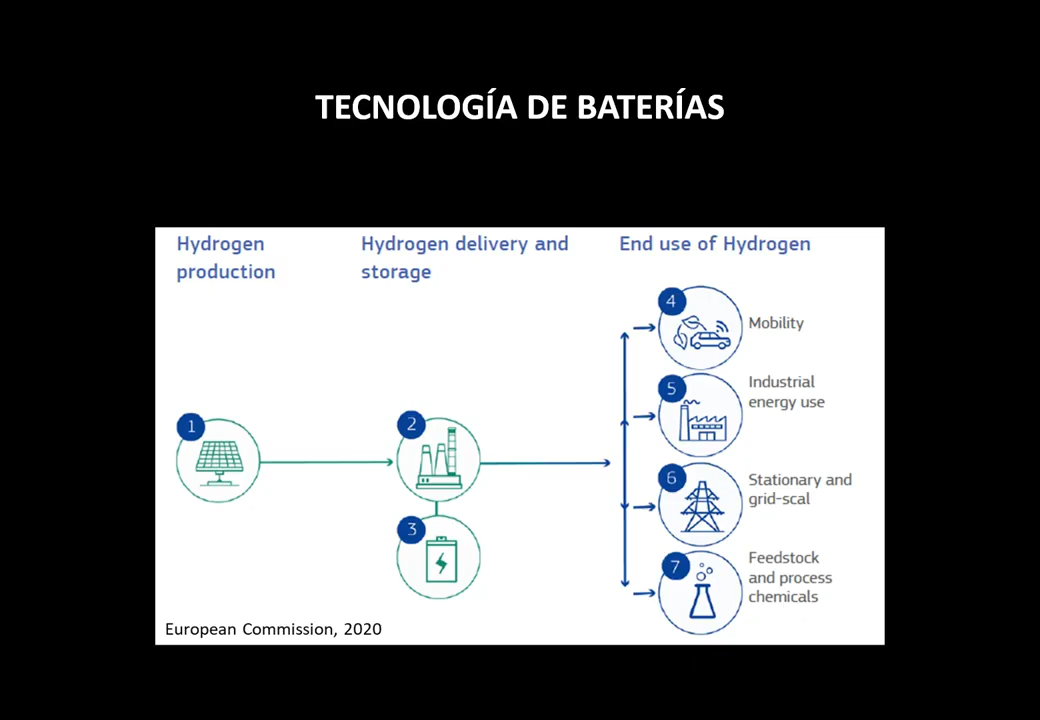 TECNOLOGÍA DE BATERÍAS
Hydrogen
production
Hydrogen delivery and
storage
End use of Hydrogen
1
2
3
4
Mobility
5
Industrial
energy use
6
Stationary and
grid-scal
7
Feedstock
and process
chemicals
European Commission, 2020